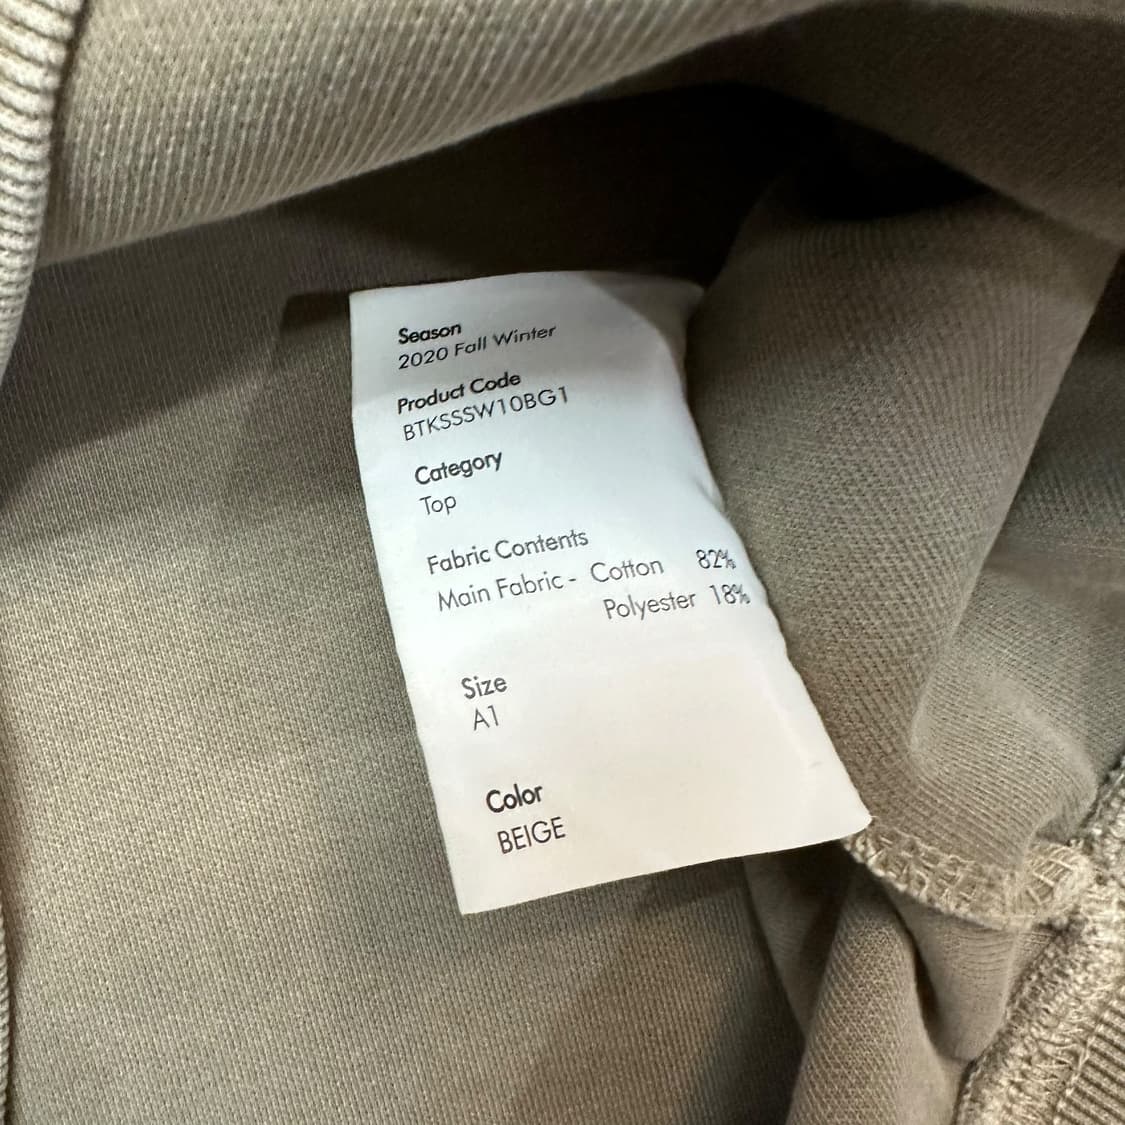 Season
2020 Fall Winter
Product Code
BTKSSSW10BG1
Category
Top
Fabric Contents
Main Fabric - Cotton 82%
Polyester 18%
Size
A1
Color
BEIGE